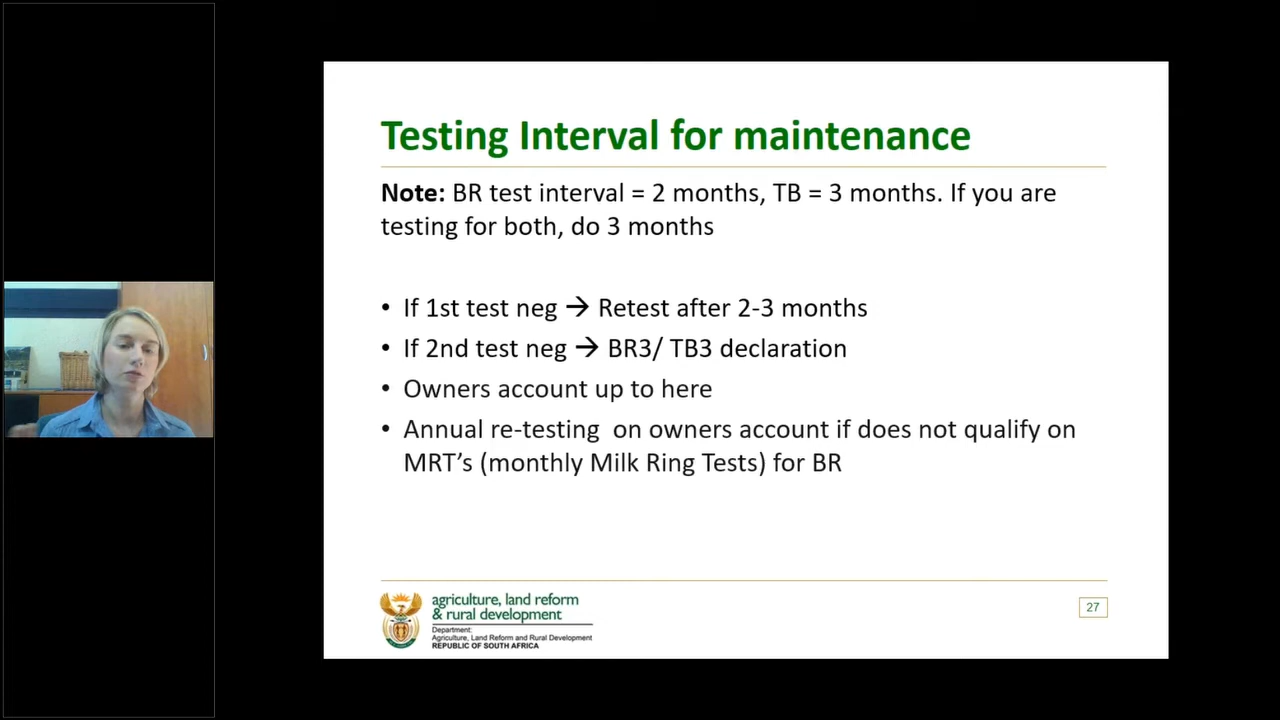 Testing Interval for maintenance
Note: BR test interval = 2 months, TB = 3 months. If you are
testing for both, do 3 months
• If 1st test neg → Retest after 2-3 months
• If 2nd test neg → BR3/ TB3 declaration
• Owners account up to here
• Annual re-testing on owners account if does not qualify on
MRT's (monthly Milk Ring Tests) for BR
agriculture, land reform
& rural development
Department:
Agriculture, Land Reform and Rural Development
REPUBLIC OF SOUTH AFRICA
27